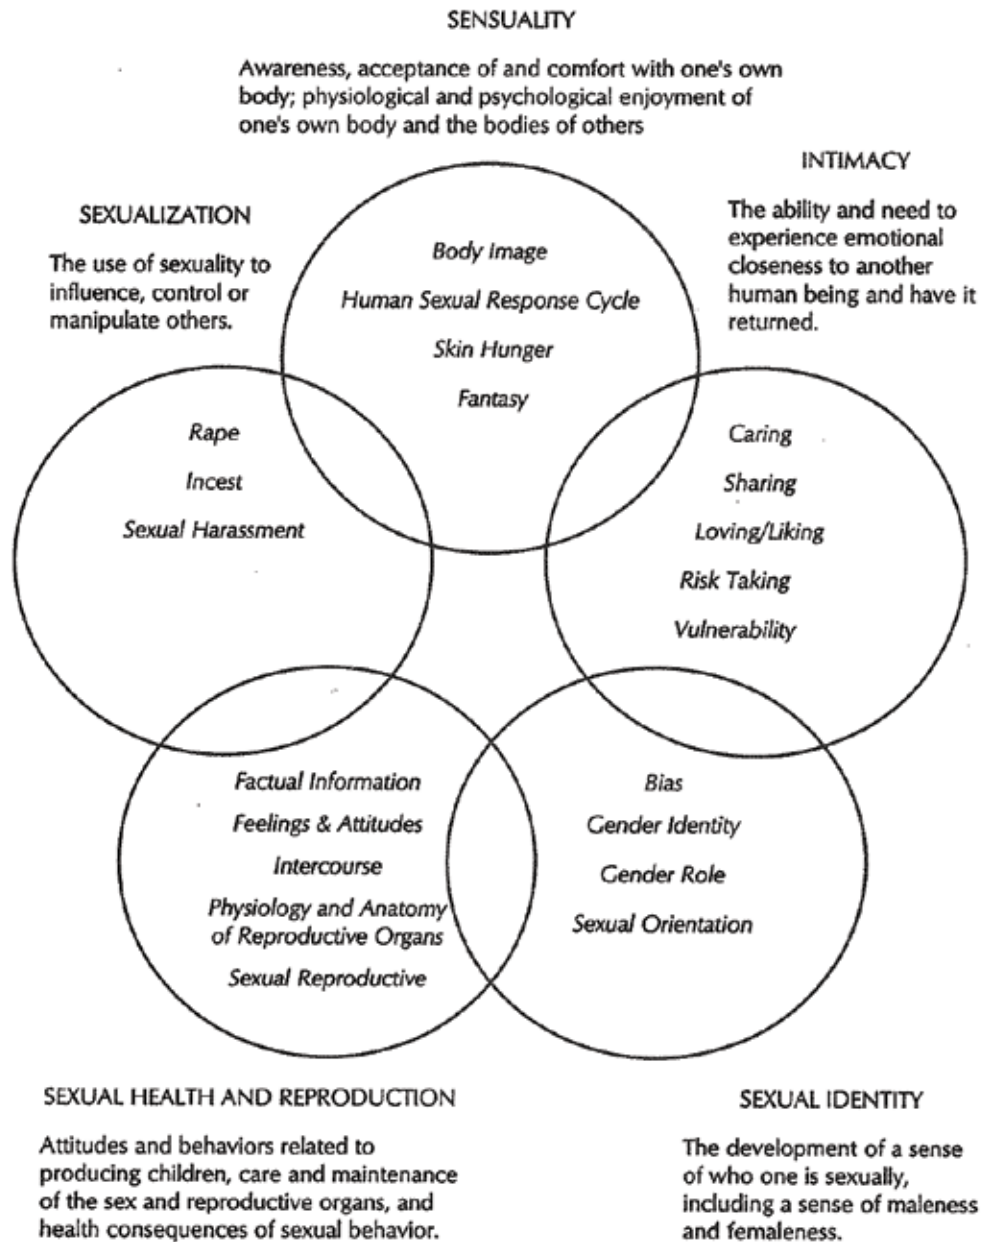 SENSUALITY
Awareness, acceptance of and comfort with one's own
body; physiological and psychological enjoyment of
one's own body and the bodies of others
INTIMACY
The ability and need to
experience emotional
closeness to another
human being and have it
returned.
SEXUALIZATION
The use of sexuality to
influence, control or
manipulate others.
Body Image
Human Sexual Response Cycle
Skin Hunger
Fantasy
Rape
Incest
Sexual Harassment
Caring
Sharing
Loving/Liking
Risk Taking
Vulnerability
Factual Information
Feelings & Attitudes
Intercourse
Physiology and Anatomy
of Reproductive Organs
Sexual Reproductive
Bias
Gender Identity
Gender Role
Sexual Orientation
SEXUAL HEALTH AND REPRODUCTION
Attitudes and behaviors related to
producing children, care and maintenance
of the sex and reproductive organs, and
health consequences of sexual behavior.
SEXUAL IDENTITY
The development of a sense
of who one is sexually,
including a sense of maleness
and femaleness.